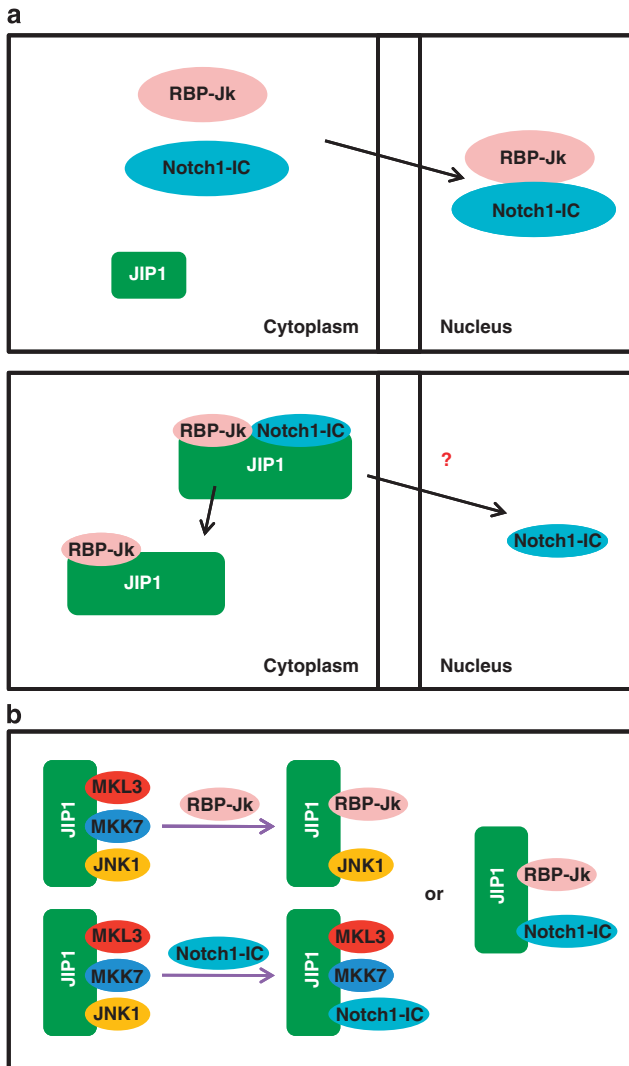 a
RBP-Jk
Notch1-IC
RBP-Jk
Notch1-IC
JIP1
Cytoplasm
Nucleus
RBP-Jk
Notch1-IC
JIP1
?
Notch1-IC
RBP-Jk
JIP1
Cytoplasm
Nucleus
b
JIP1
MKL3
MKK7
JNK1
RBP-Jk
JIP1
RBP-Jk
JNK1
JIP1
MKL3
MKK7
JNK1
Notch1-IC
JIP1
MKL3
MKK7
Notch1-IC
or
JIP1
RBP-Jk
Notch1-IC